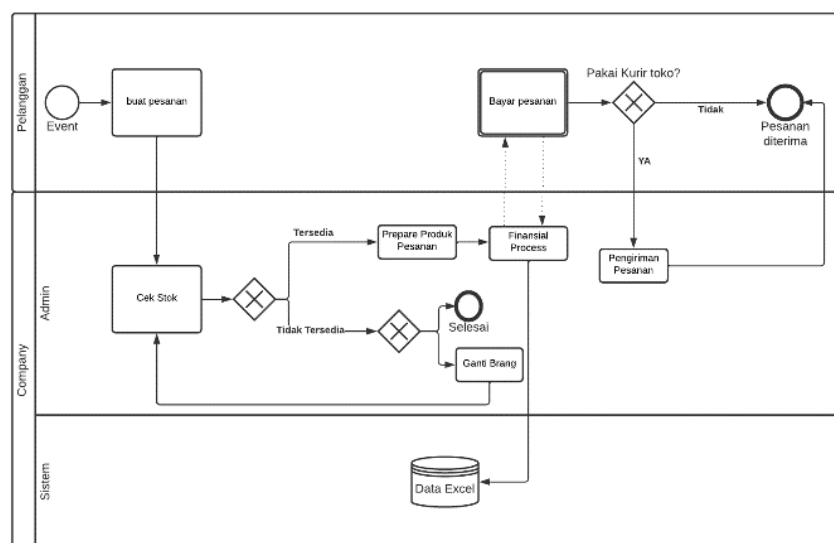 Pelanggan
Event
buat pesanan
Bayar pesanan
Pakai Kurir toko?
Tidak
YA
Pesanan
diterima
Company
Admin
Cek Stok
Tersedia
Prepare Produk
Pesanan
Finansial
Process
Pengiriman
Pesanan
Tidak Tersedia
Selesai
Ganti Brang
Sistem
Data Excel